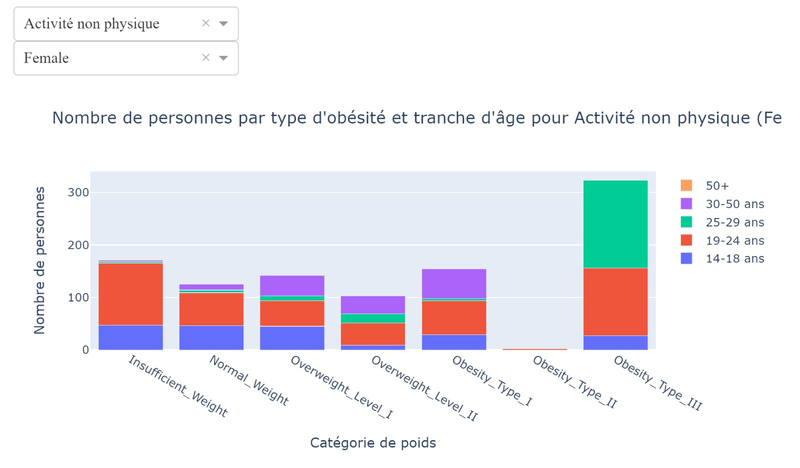 Activité non physique ×
Female ×
Nombre de personnes par type d'obésité et tranche d'âge pour Activité non physique (Fe
Nombre de personnes
300
200
100
0
50+
30-50 ans
25-29 ans
19-24 ans
14-18 ans
Insufficient_Weight
Normal_Weight
Overweight_Level_I
Overweight_Level_II
Obesity_Type_I
Obesity_Type_II
Obesity_Type_III
Catégorie de poids